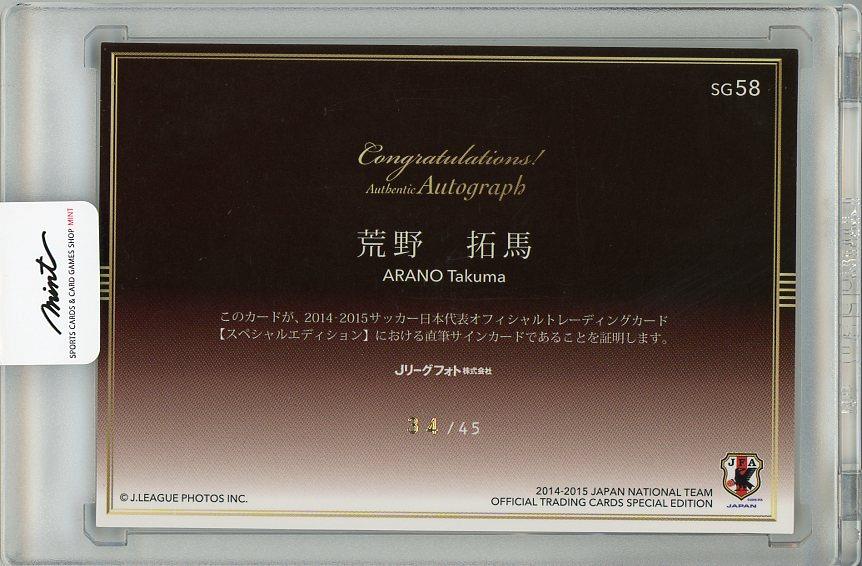 SG58
Congratulations!
Authentic Autograph
荒野 拓馬
ARANO Takuma
このカードが、2014-2015サッカー日本代表オフィシャルトレーディングカード
【スペシャルエディション】における直筆サインカードであることを証明します。
Jリーグフォト株式会社
34/45
© J.LEAGUE PHOTOS INC.
2014-2015 JAPAN NATIONAL TEAM
OFFICIAL TRADING CARDS SPECIAL EDITION
JFA
JAPAN
mint
SPORTS CARDS & CARD GAMES SHOP MINT